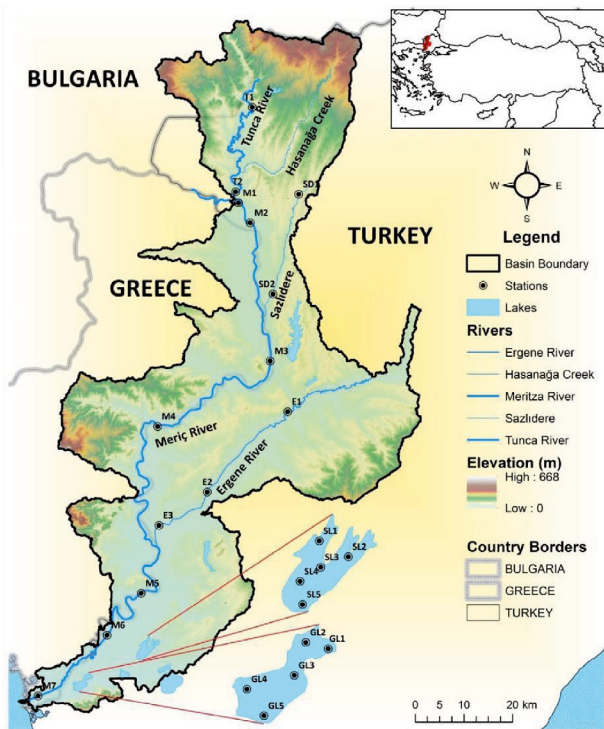 BULGARIA
GREECE
TURKEY
T1
Tunca River
Hasanağa Creek
T2
M1
M2
SD1
SD2
Sazlıdere
M3
M4
Meriç River
E1
Ergene River
E2
E3
M5
M6
M7
SL1
SL2
SL3
SL4
SL5
GL2
GL1
GL3
GL4
GL5
N
W
E
S
Legend
Basin Boundary
Stations
Lakes
Rivers
Ergene River
Hasanağa Creek
Meritza River
Sazlıdere
Tunca River
Elevation (m)
High : 668
Low : 0
Country Borders
BULGARIA
GREECE
TURKEY
0 10 20 km